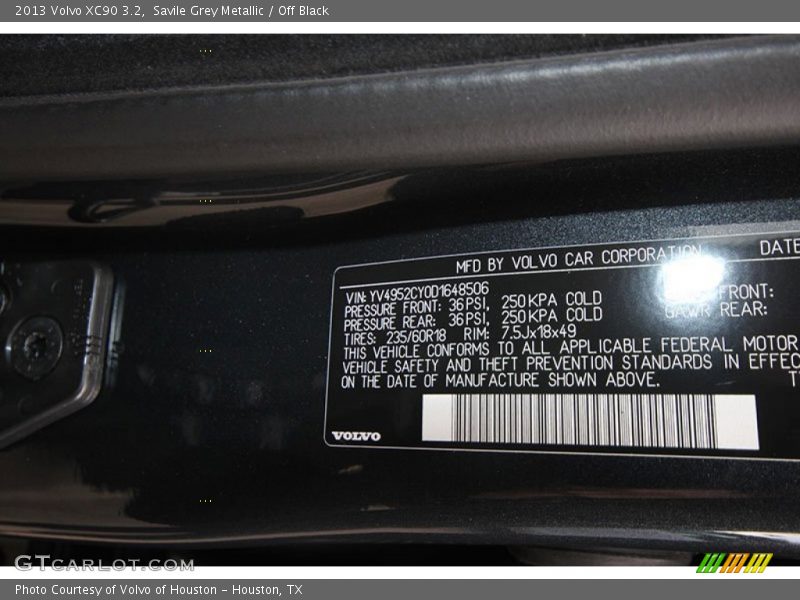 2013 Volvo XC90 3.2, Savile Grey Metallic / Off Black
MFD BY VOLVO CAR CORPORATION DATE
VIN: YV4952CY0D1648506
PRESSURE FRONT: 36PSI, 250KPA COLD FRONT:
PRESSURE REAR: 36PSI, 250KPA COLD GAWR REAR:
TIRES: 235/60R18 RIM: 7.5Jx18x49
THIS VEHICLE CONFORMS TO ALL APPLICABLE FEDERAL MOTOR
VEHICLE SAFETY AND THEFT PREVENTION STANDARDS IN EFFEC
ON THE DATE OF MANUFACTURE SHOWN ABOVE. T
VOLVO
GTCARLOT.COM
Photo Courtesy of Volvo of Houston - Houston, TX